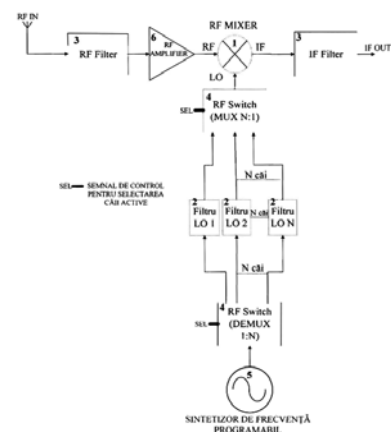 RF IN
RF MIXER
3
RF Filter
6
RF
AMPLIFIER
RF
1
IF
LO
3
IF Filter
IF OUT
4
SEL
RF Switch
(MUX N:1)
SEL
SEMNAL DE CONTROL
PENTRU SELECTAREA
CĂII ACTIVE
N căi
2
Filtru
LO 1
2
Filtru
LO 2
N căi
2
Filtru
LO N
N căi
4
SEL
RF Switch
(DEMUX
1:N)
5
SINTETIZOR DE FRECVENȚĂ
PROGRAMABIL